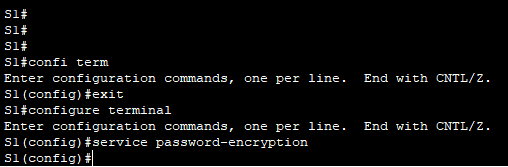 S1#
S1#
S1#
S1#confi term
Enter configuration commands, one per line.  End with CNTL/Z.
S1(config)#exit
S1#configure terminal
Enter configuration commands, one per line.  End with CNTL/Z.
S1(config)#service password-encryption
S1(config)#